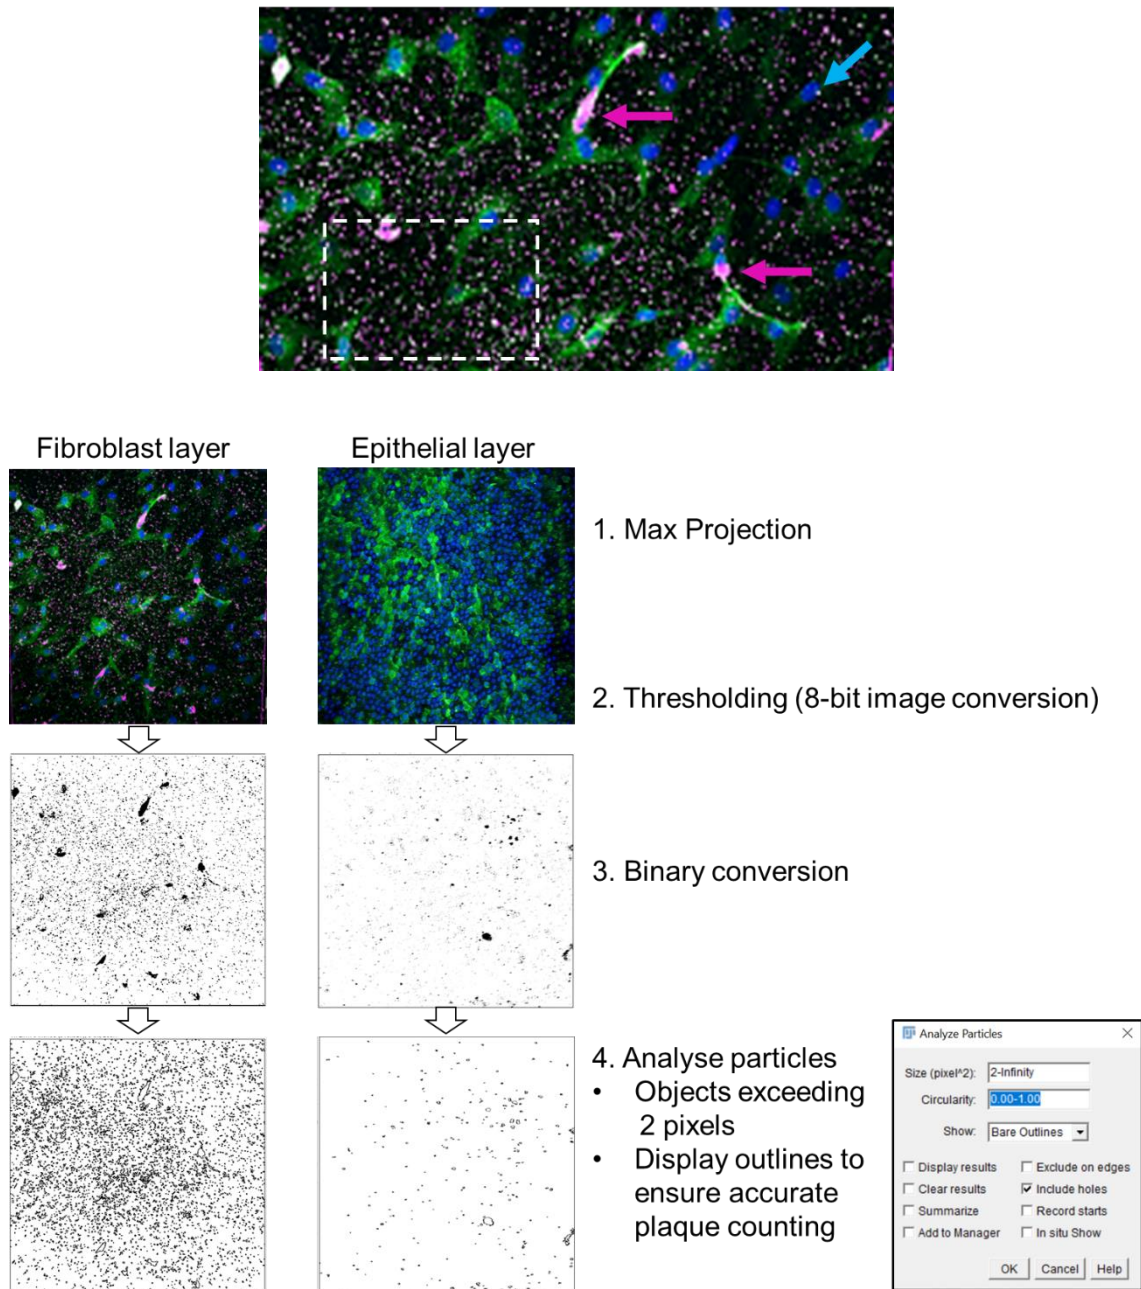 Fibroblast layer
Epithelial layer
1. Max Projection
2. Thresholding (8-bit image conversion)
3. Binary conversion
4. Analyse particles
• Objects exceeding
2 pixels
• Display outlines to
ensure accurate
plaque counting
Analyze Particles
Size (pixel^2): 2-Infinity
Circularity: 0.00-1.00
Show: Bare Outlines
Display results Exclude on edges
Clear results Include holes
Summarize Record starts
Add to Manager In situ Show
OK Cancel Help